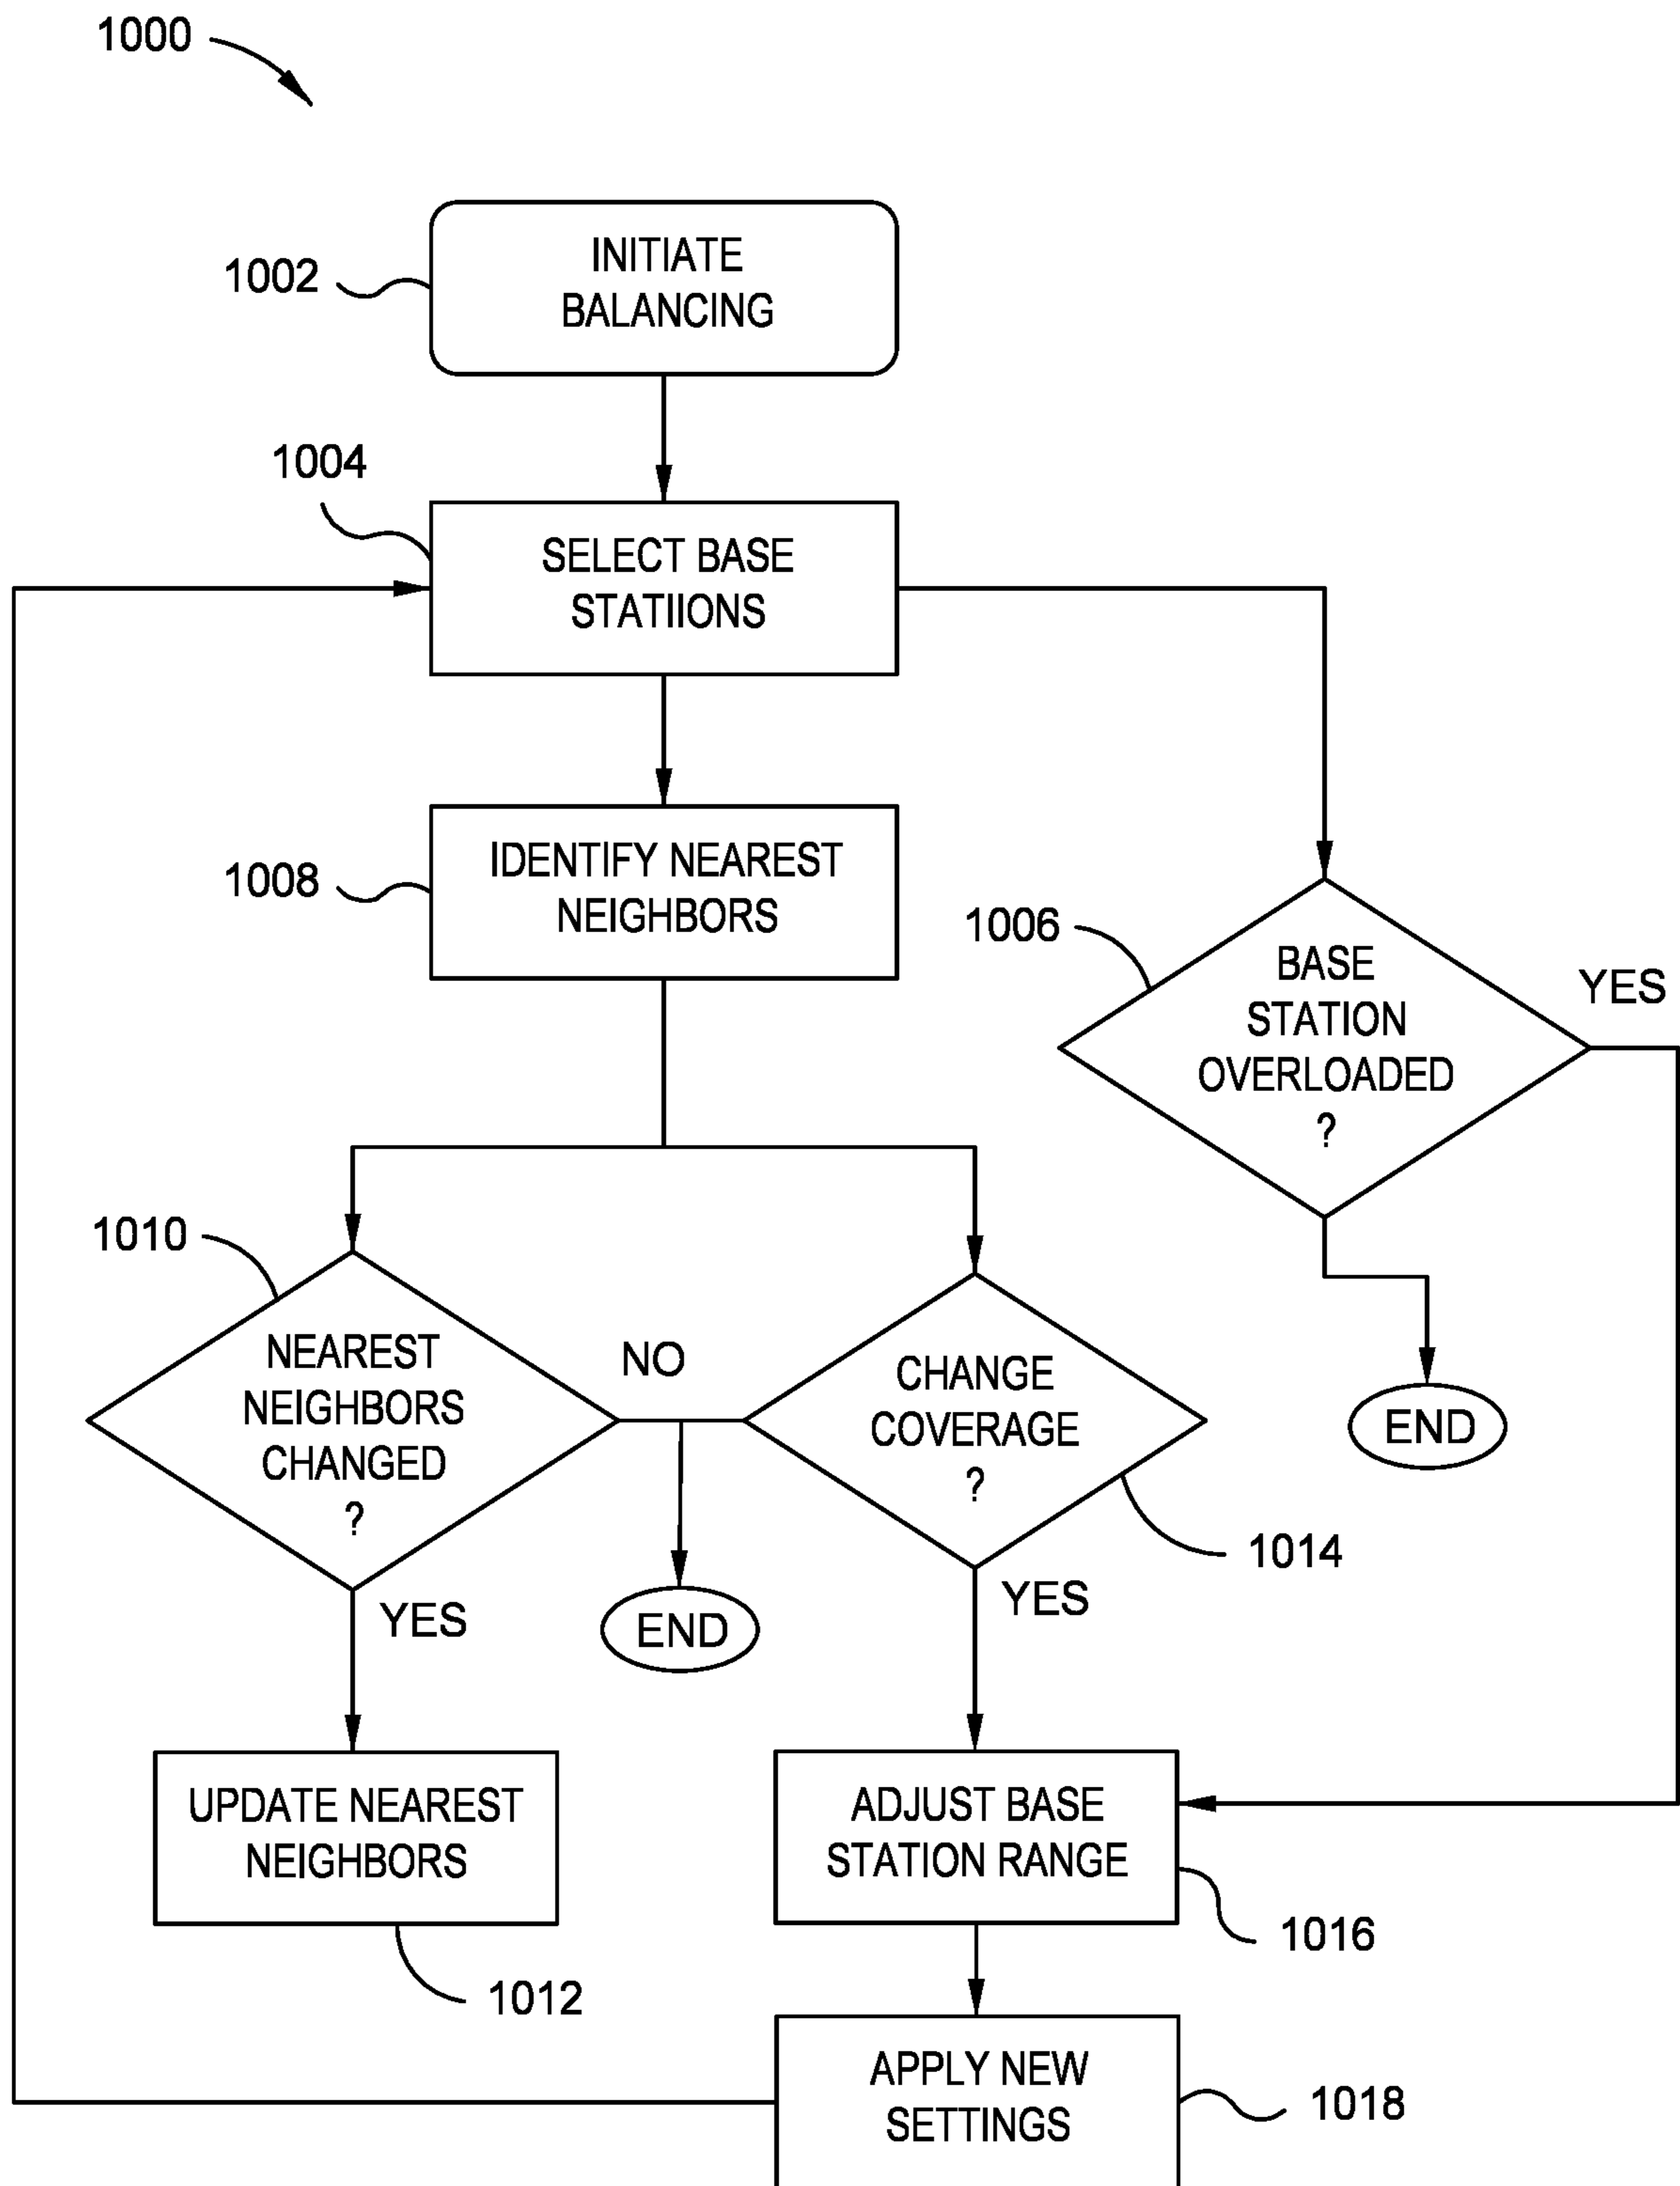 1000
1002
INITIATE
BALANCING
1004
SELECT BASE
STATIIONS
1008
IDENTIFY NEAREST
NEIGHBORS
1006
BASE
STATION
OVERLOADED
?
YES
END
1010
NEAREST
NEIGHBORS
CHANGED
?
NO
CHANGE
COVERAGE
?
1014
END
YES
YES
UPDATE NEAREST
NEIGHBORS
1012
ADJUST BASE
STATION RANGE
1016
APPLY NEW
SETTINGS
1018